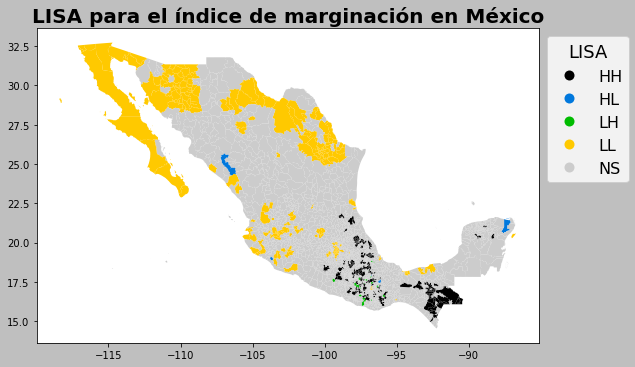 LISA para el índice de marginación en México
LISA
HH
HL
LH
LL
NS
32.5
30.0
27.5
25.0
22.5
20.0
17.5
15.0
−115
−110
−105
−100
−95
−90